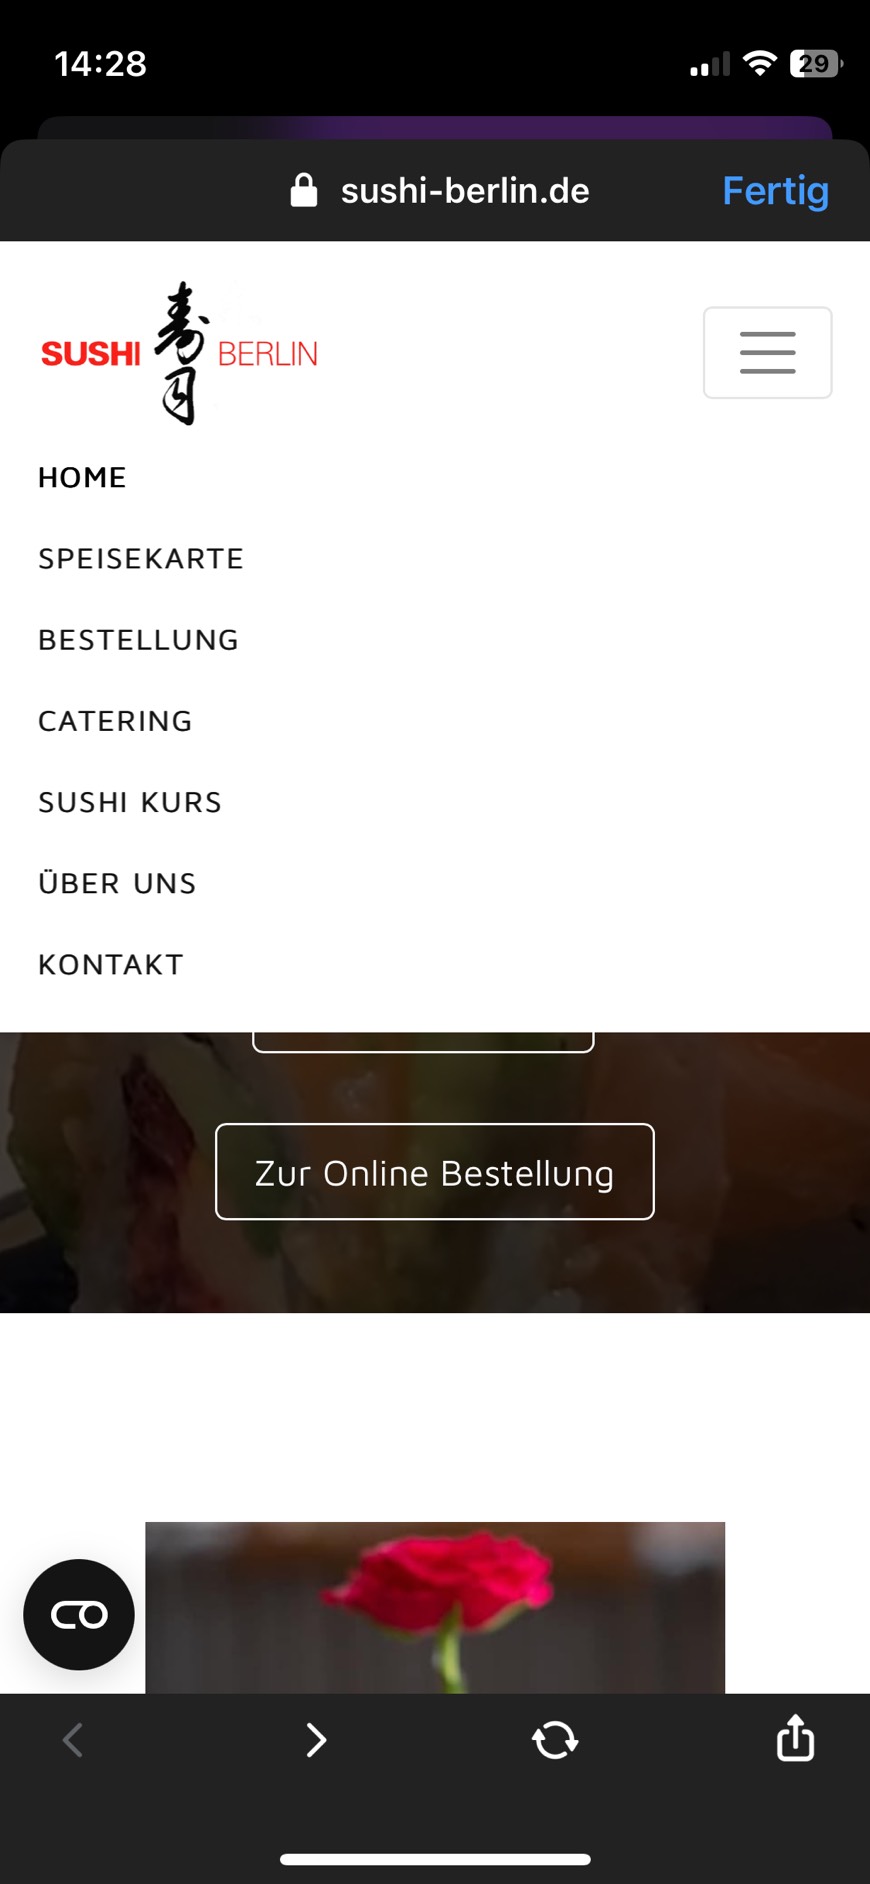 14:28
29
sushi-berlin.de
Fertig
SUSHI 寿司 BERLIN
HOME
SPEISEKARTE
BESTELLUNG
CATERING
SUSHI KURS
ÜBER UNS
KONTAKT
Zur Online Bestellung